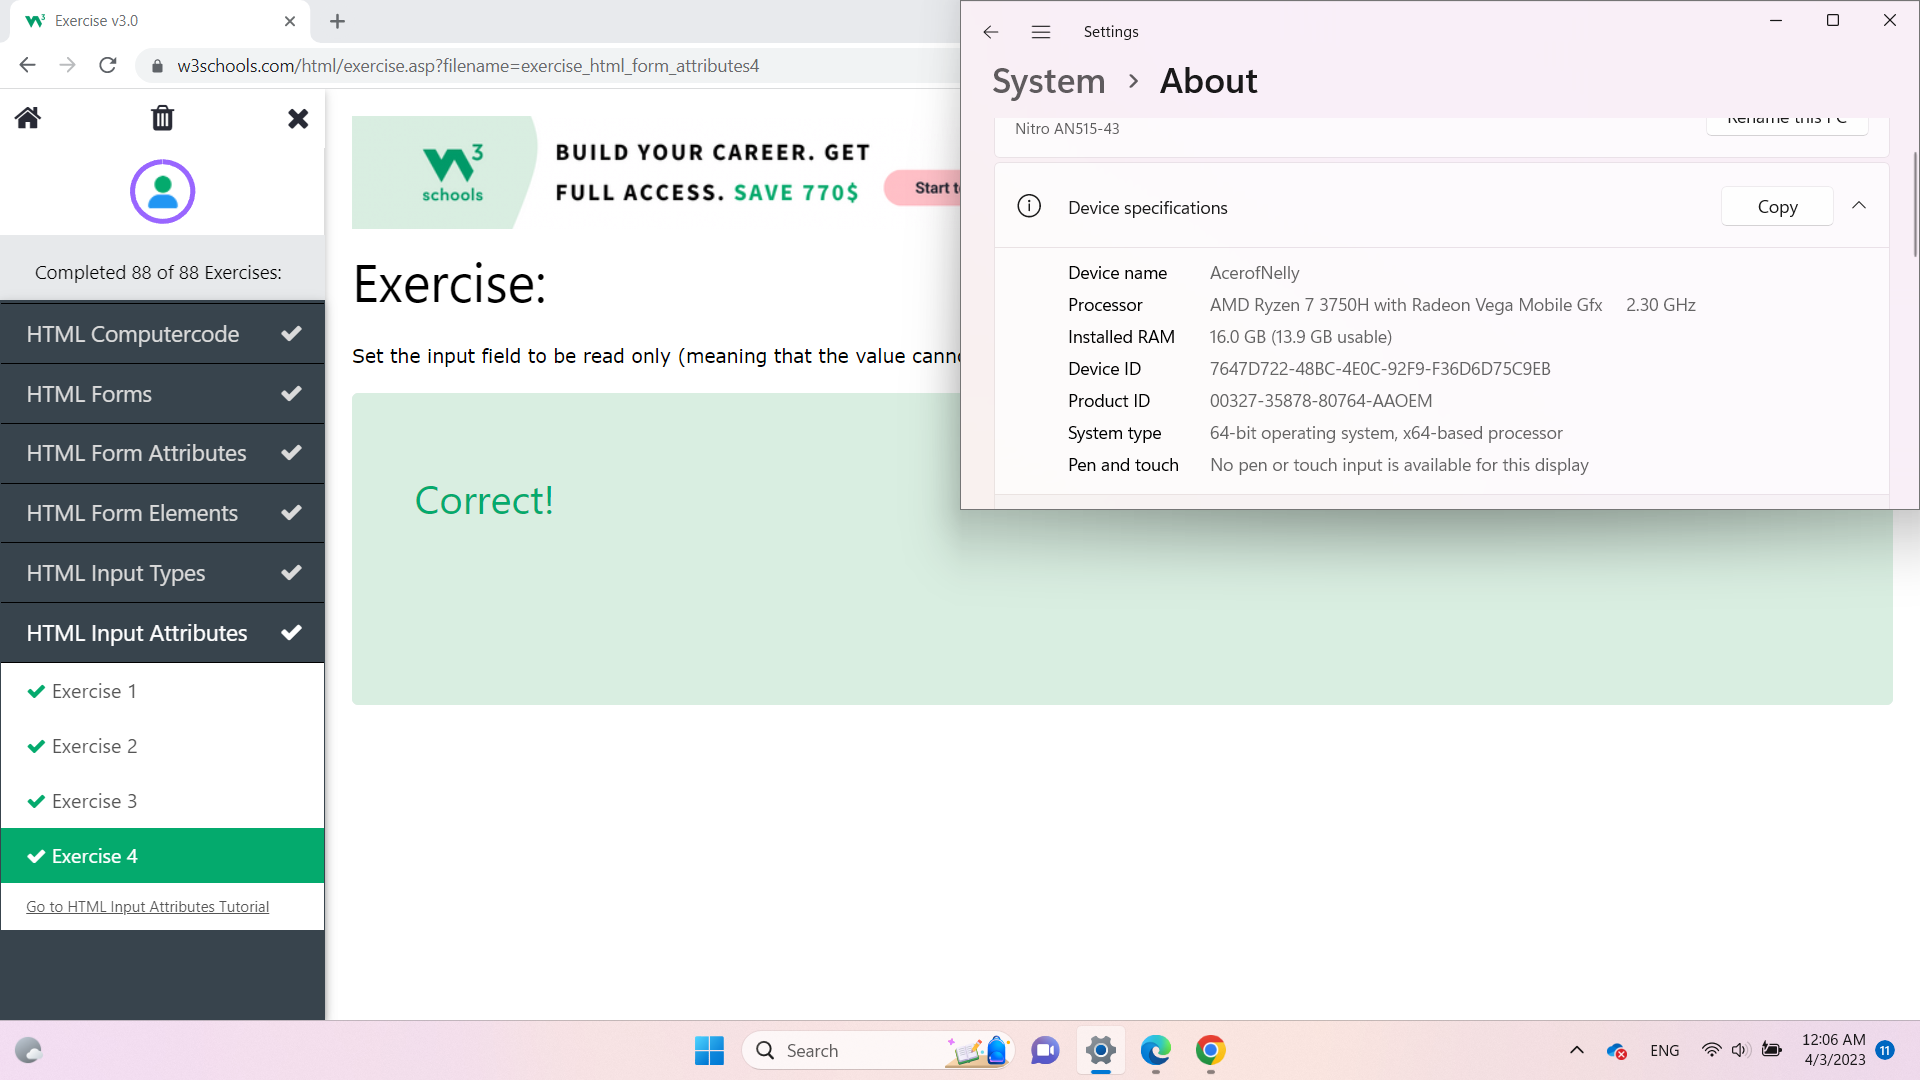 Exercise v3.0
w3schools.com/html/exercise.asp?filename=exercise_html_form_attributes4
Completed 88 of 88 Exercises:
HTML Computercode
HTML Forms
HTML Form Attributes
HTML Form Elements
HTML Input Types
HTML Input Attributes
Exercise 1
Exercise 2
Exercise 3
Exercise 4
Go to HTML Input Attributes Tutorial
W3
schools
BUILD YOUR CAREER. GET
FULL ACCESS. SAVE 770$
Start to
Exercise:
Set the input field to be read only (meaning that the value canno
Correct!
Settings
System > About
Nitro AN515-43
Rename this PC
Device specifications
Copy
Device name AcerofNelly
Processor AMD Ryzen 7 3750H with Radeon Vega Mobile Gfx 2.30 GHz
Installed RAM 16.0 GB (13.9 GB usable)
Device ID 7647D722-48BC-4E0C-92F9-F36D6D75C9EB
Product ID 00327-35878-80764-AAOEM
System type 64-bit operating system, x64-based processor
Pen and touch No pen or touch input is available for this display
Search
ENG
12:06 AM
4/3/2023
11